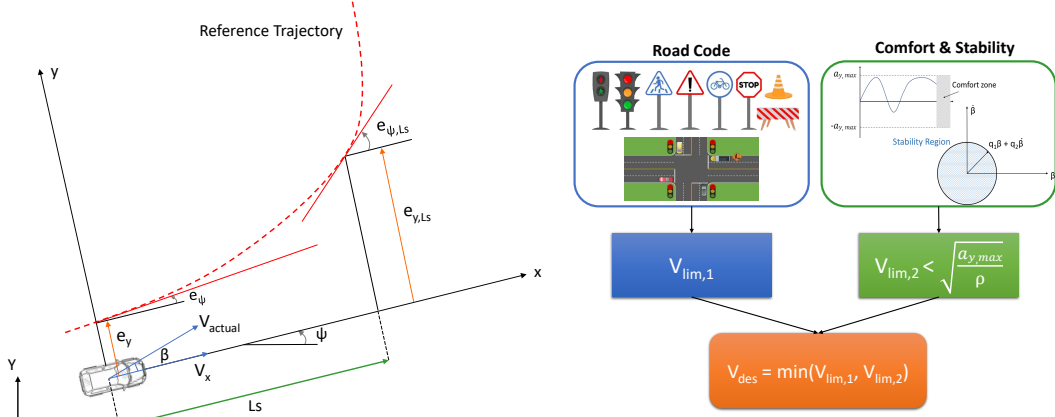 Reference Trajectory
y
e_ψ,Ls
e_y,Ls
x
e_ψ
V_actual
e_y
β
ψ
V_x
Y
Ls
Road Code
STOP
V_lim,1
Comfort & Stability
a_y,max
Comfort zone
-a_y,max
β̇
Stability Region
q₁β + q₂β̇
β
V_lim,2 < √(a_y,max / ρ)
V_des = min(V_lim,1, V_lim,2)